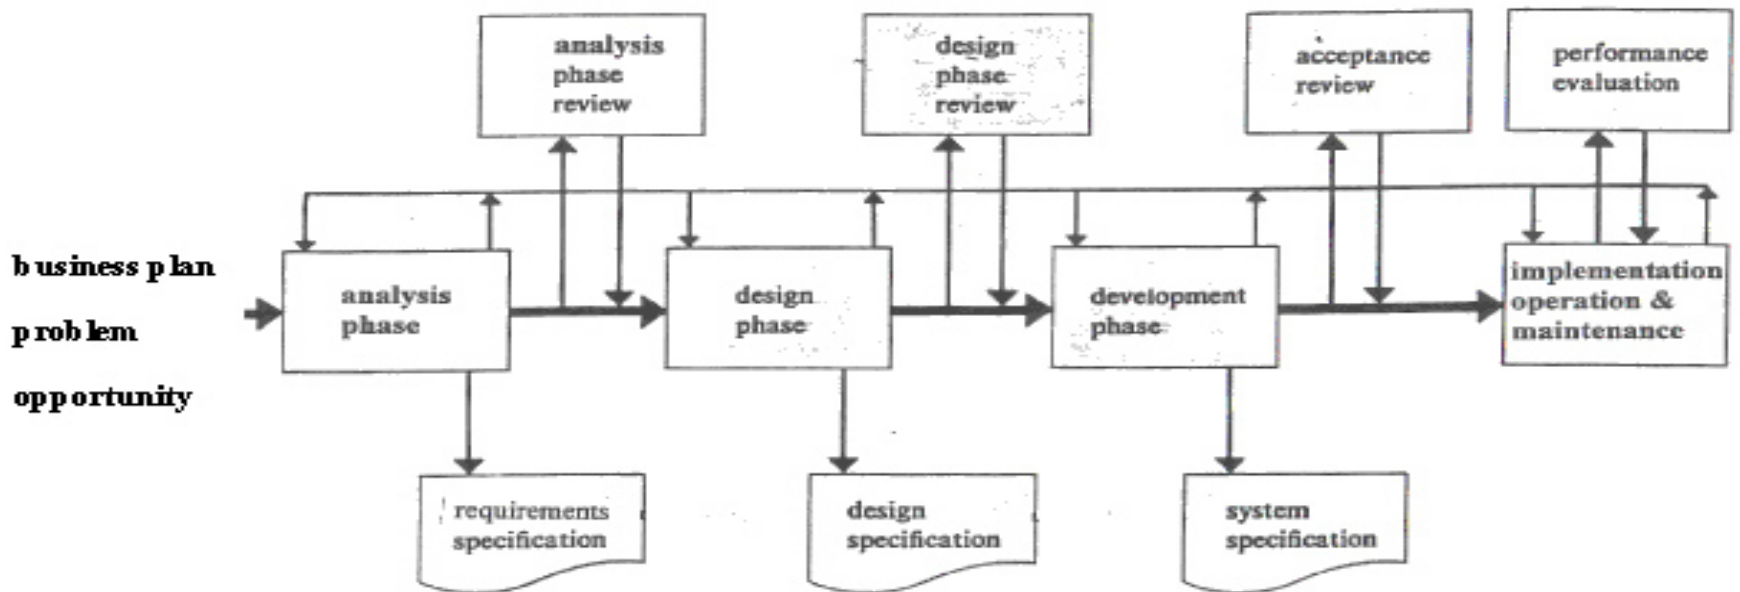 analysis
phase
review
design
phase
review
acceptance
review
performance
evaluation
business plan
problem
opportunity
analysis
phase
design
phase
development
phase
implementation
operation &
maintenance
requirements
specification
design
specification
system
specification